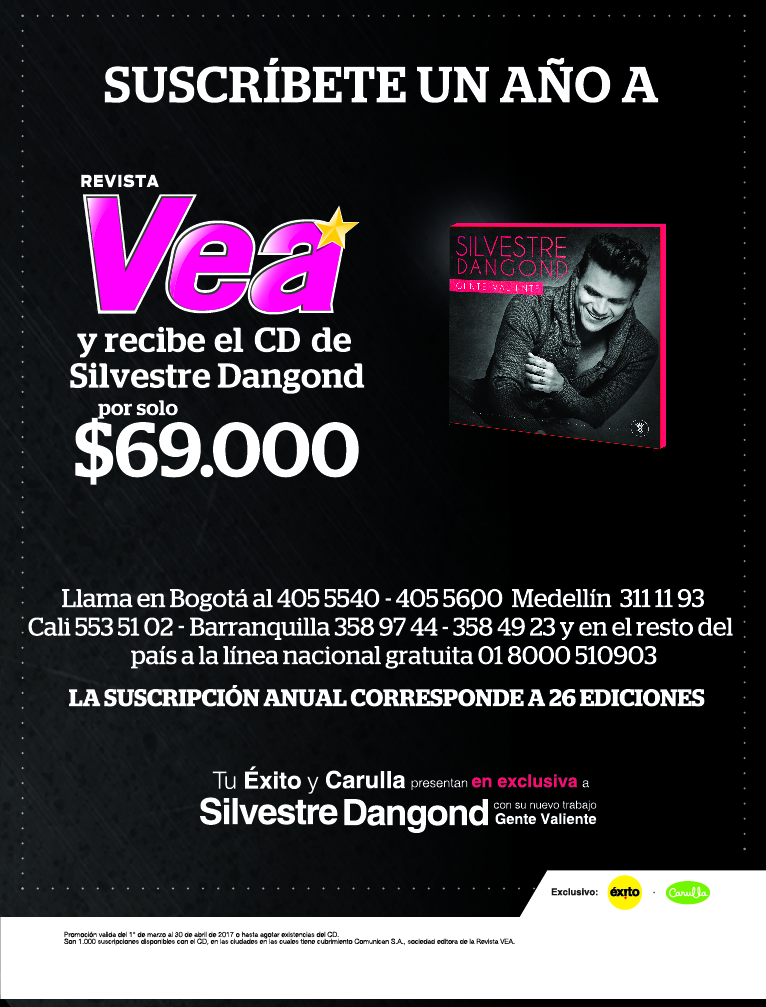 SUSCRÍBETE UN AÑO A
REVISTA
Vea
y recibe el CD de
Silvestre Dangond
por solo
$69.000
SILVESTRE
DANGOND
GENTE VALIENTE
Llama en Bogotá al 405 5540 - 405 5600 Medellín 311 11 93
Cali 553 51 02 - Barranquilla 358 97 44 - 358 49 23 y en el resto del
país a la línea nacional gratuita 01 8000 510903
LA SUSCRIPCIÓN ANUAL CORRESPONDE A 26 EDICIONES
Tu Éxito y Carulla presentan en exclusiva a
Silvestre Dangond con su nuevo trabajo
Gente Valiente
Exclusivo: éxito · Carulla
Promoción valida del 1° de marzo al 30 de abril de 2017 o hasta agotar existencias del CD.
Son 1.000 suscripciones disponibles con el CD, en las ciudades en las cuales tiene cubrimiento Comunican S.A., sociedad editora de la Revista VEA.